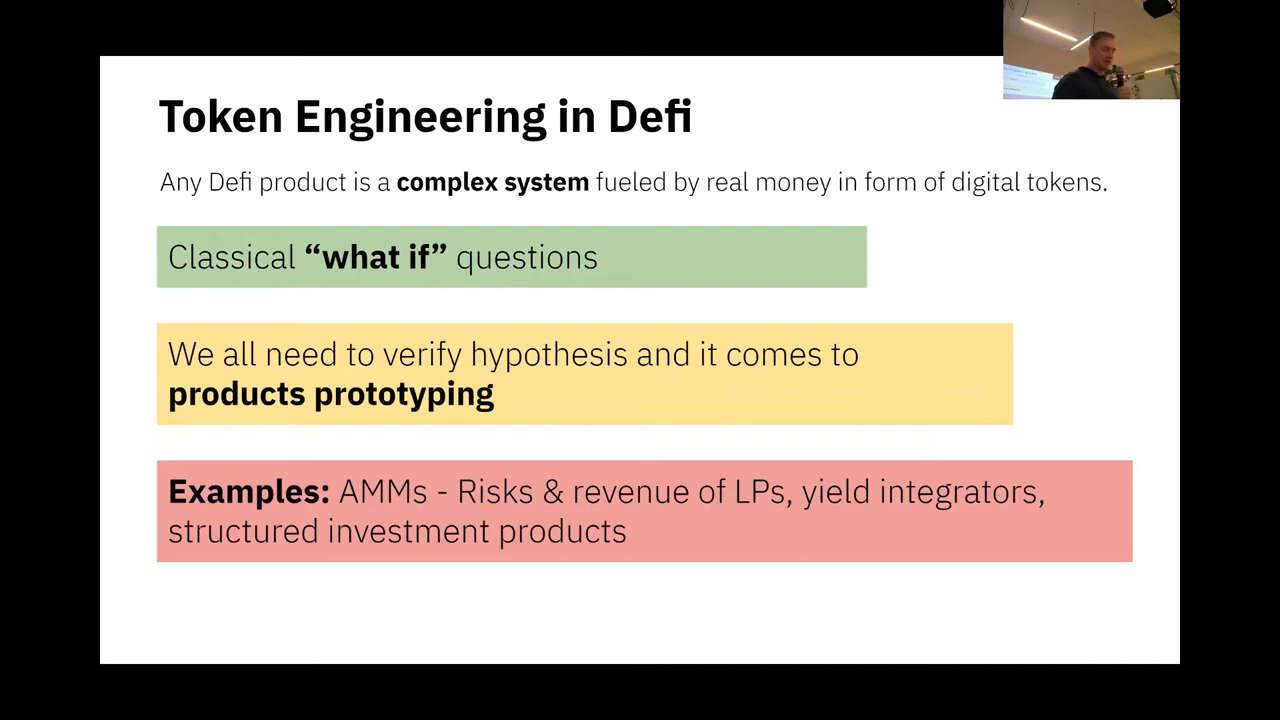 Token Engineering in Defi
Any Defi product is a complex system fueled by real money in form of digital tokens.
Classical “what if” questions
We all need to verify hypothesis and it comes to
products prototyping
Examples: AMMs - Risks & revenue of LPs, yield integrators,
structured investment products